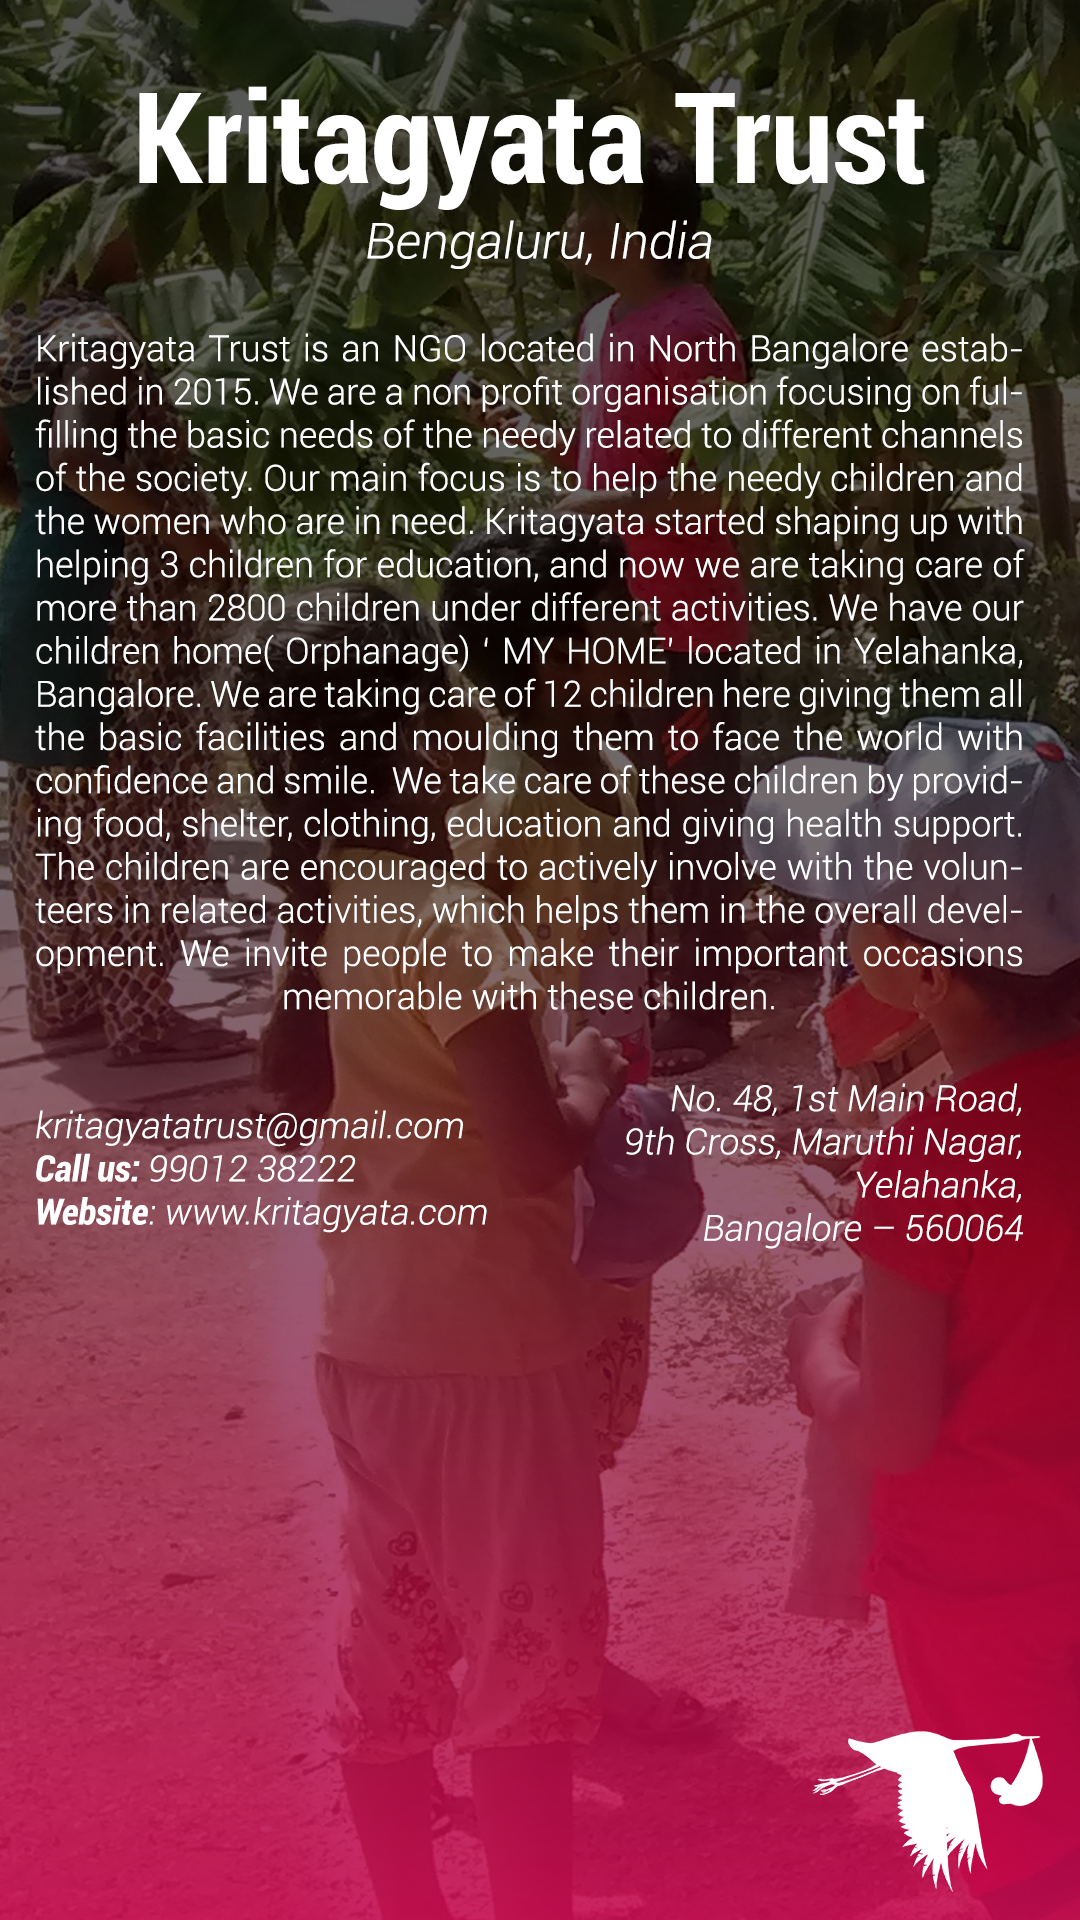 Kritagyata Trust
Bengaluru, India
Kritagyata Trust is an NGO located in North Bangalore estab-
lished in 2015. We are a non profit organisation focusing on ful-
filling the basic needs of the needy related to different channels
of the society. Our main focus is to help the needy children and
the women who are in need. Kritagyata started shaping up with
helping 3 children for education, and now we are taking care of
more than 2800 children under different activities. We have our
children home( Orphanage) ‘ MY HOME’ located in Yelahanka,
Bangalore. We are taking care of 12 children here giving them all
the basic facilities and moulding them to face the world with
confidence and smile.  We take care of these children by provid-
ing food, shelter, clothing, education and giving health support.
The children are encouraged to actively involve with the volun-
teers in related activities, which helps them in the overall devel-
opment. We invite people to make their important occasions
memorable with these children.
kritagyatatrust@gmail.com
Call us: 99012 38222
Website: www.kritagyata.com
No. 48, 1st Main Road,
9th Cross, Maruthi Nagar,
Yelahanka,
Bangalore – 560064